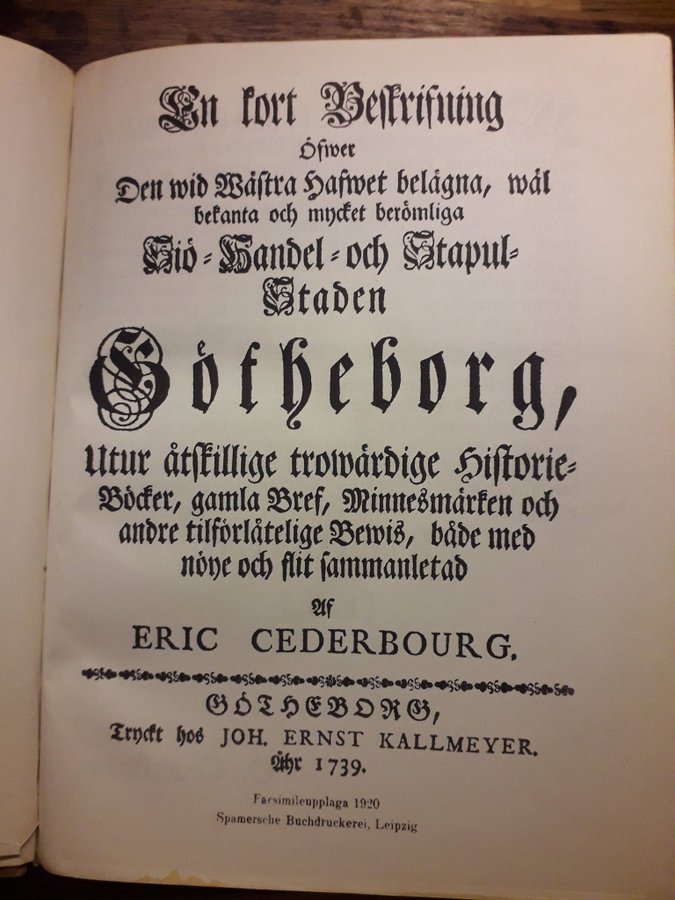 En kort Beskrifning
Öfwer
Den wid Wästra Hafwet belägna, wäl
bekanta och mycket berömliga
Siö-Handel-och Stapul-
Staden
Götheborg,
Utur åtskillige trowärdige Historie-
Böcker, gamla Bref, Minnesmärken och
andre tilförlåtelige Bewis, både med
nöye och flit sammanletad
Af
ERIC CEDERBOURG.
GÖTHEBORG,
Tryckt hos JOH. ERNST KALLMEYER.
Åhr 1739.
Facsimileupplaga 1920
Spamersche Buchdruckerei, Leipzig